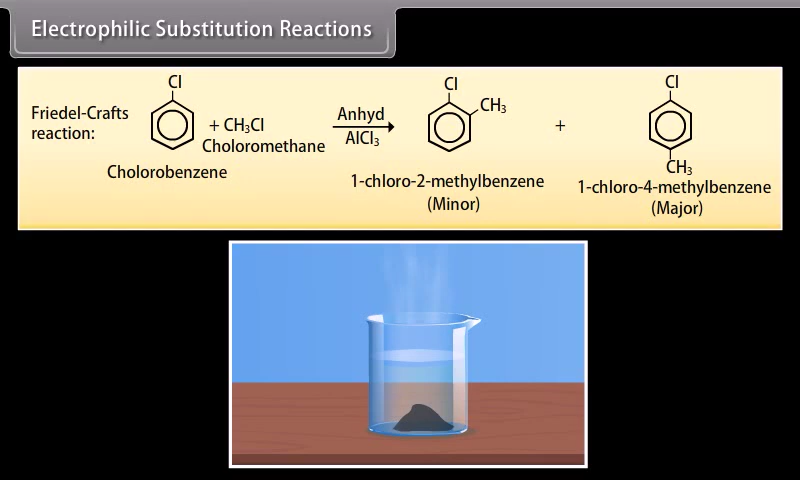 Electrophilic Substitution Reactions
Friedel-Crafts
reaction:
Cl
+ CH₃Cl
Choloromethane
Cholorobenzene
Anhyd
AlCl₃
Cl
CH₃
1-chloro-2-methylbenzene
(Minor)
+
Cl
CH₃
1-chloro-4-methylbenzene
(Major)